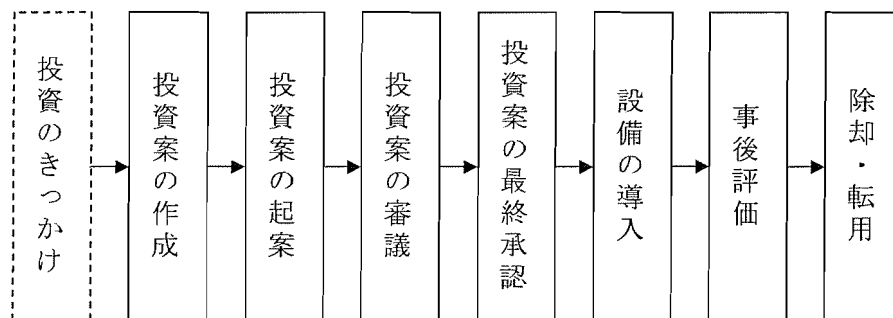 投資のきっかけ
投資案の作成
投資案の起案
投資案の審議
投資案の最終承認
設備の導入
事後評価
除却・転用